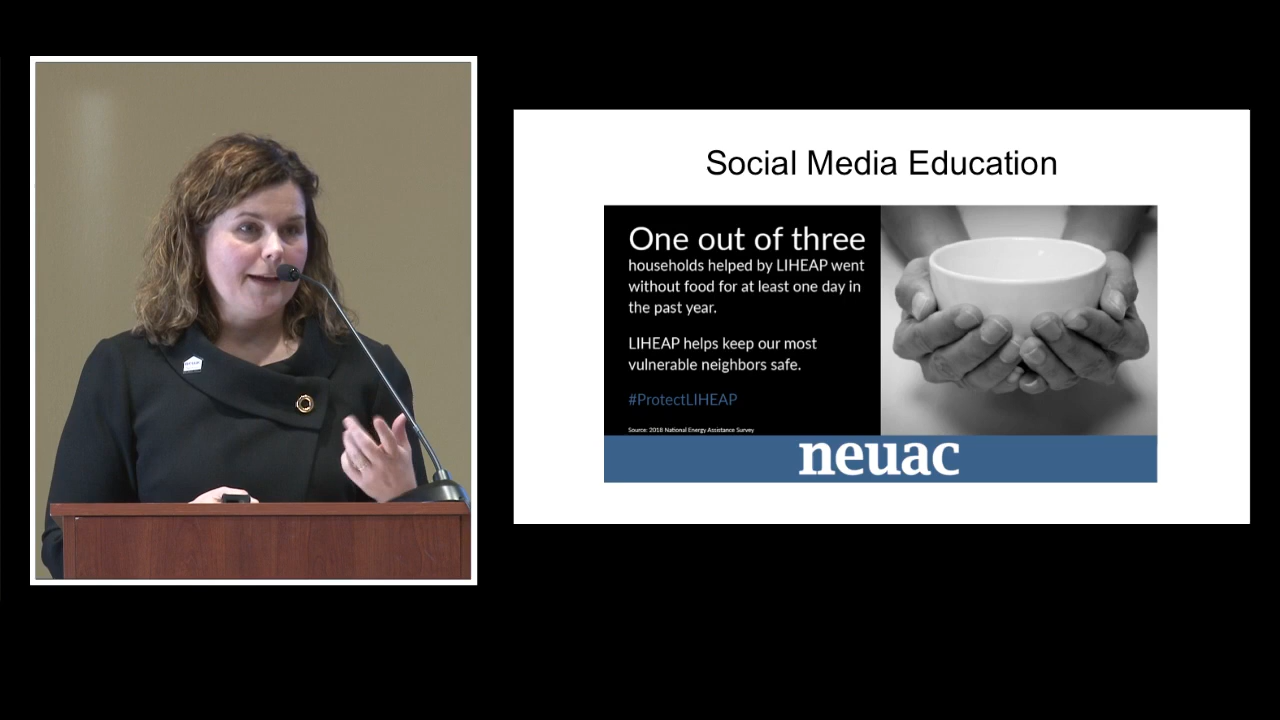 Social Media Education
One out of three
households helped by LIHEAP went
without food for at least one day in
the past year.
LIHEAP helps keep our most
vulnerable neighbors safe.
#ProtectLIHEAP
Source: 2018 National Energy Assistance Survey
neuac